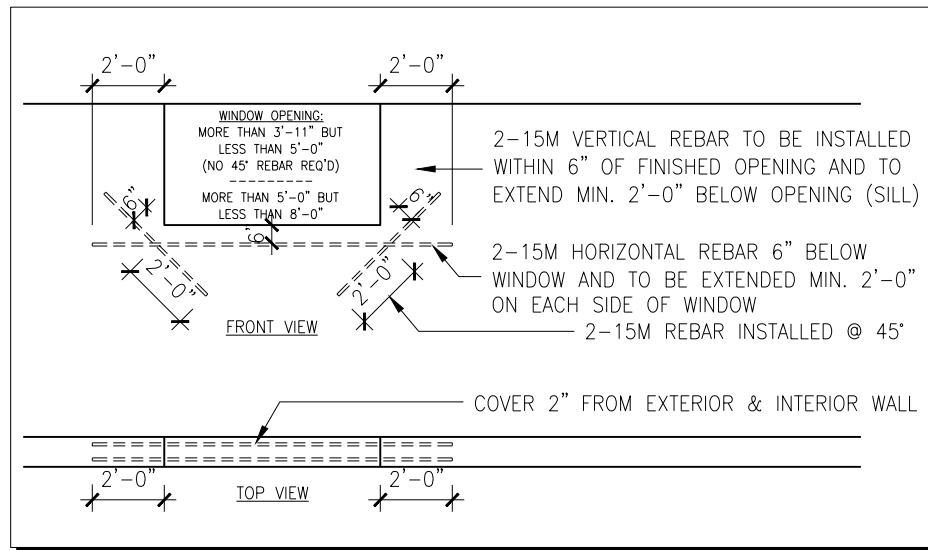 2'-0"
2'-0"
WINDOW OPENING:
MORE THAN 3'-11" BUT
LESS THAN 5'-0"
(NO 45° REBAR REQ'D)
----------
MORE THAN 5'-0" BUT
LESS THAN 8'-0"
2-15M VERTICAL REBAR TO BE INSTALLED
WITHIN 6" OF FINISHED OPENING AND TO
EXTEND MIN. 2'-0" BELOW OPENING (SILL)
6"
6"
6"
2'-0"
2'-0"
2-15M HORIZONTAL REBAR 6" BELOW
WINDOW AND TO BE EXTENDED MIN. 2'-0"
ON EACH SIDE OF WINDOW
FRONT VIEW
2-15M REBAR INSTALLED @ 45°
COVER 2" FROM EXTERIOR & INTERIOR WALL
2'-0"
2'-0"
TOP VIEW